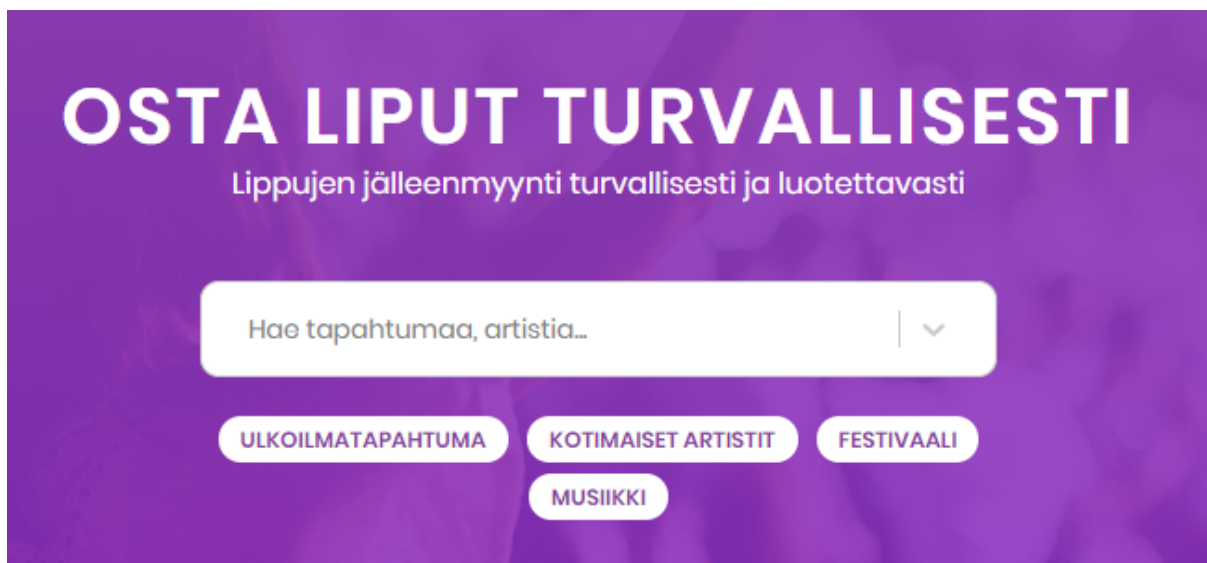 OSTA LIPUT TURVALLISESTI
Lippujen jälleenmyynti turvallisesti ja luotettavasti
Hae tapahtumaa, artistia...
ULKOILMATAPAHTUMA KOTIMAISET ARTISTIT FESTIVAALI
MUSIIKKI